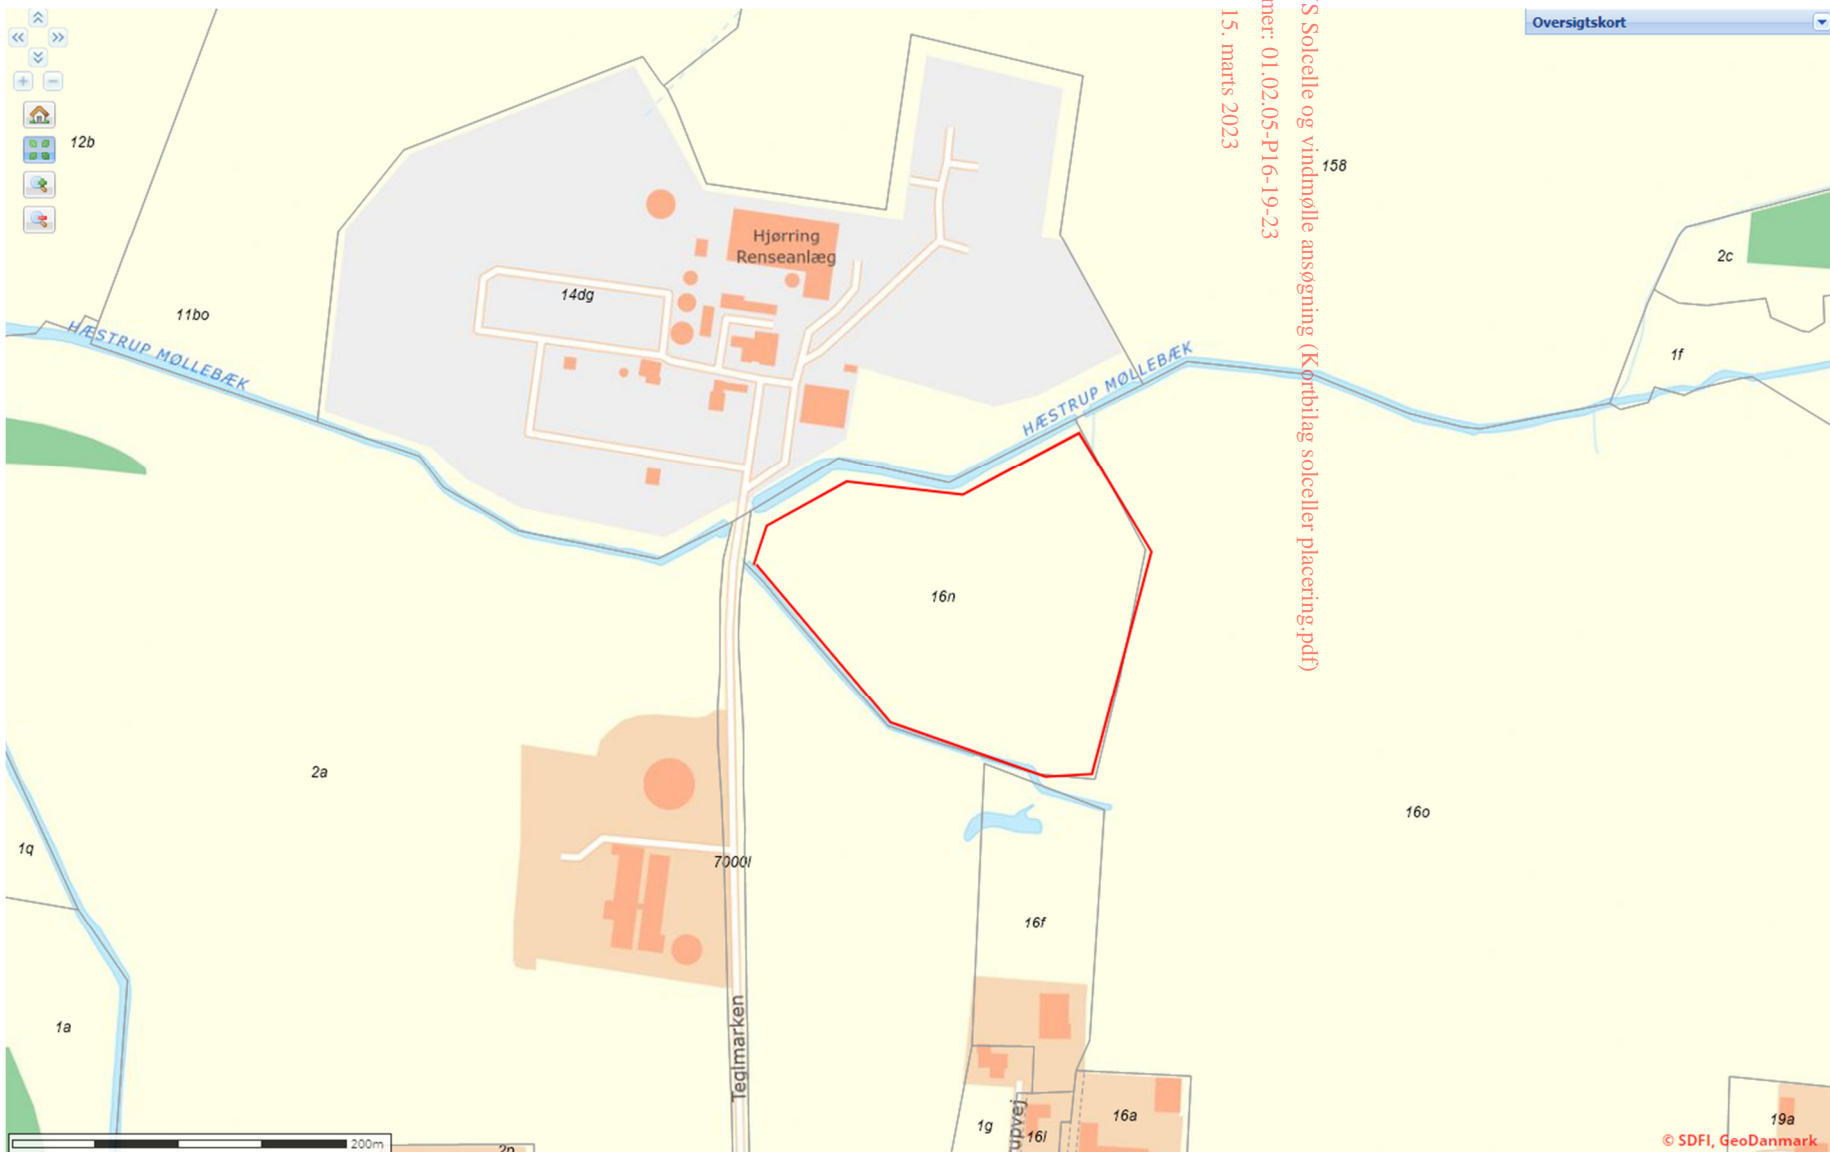 Oversigtskort
S Solcelle og vindmølle ansøgning (Kortbilag solceller placering.pdf)
mer: 01.02.05-P16-19-23
15. marts 2023
12b
158
Hjørring
Renseanlæg
2c
14dg
11bo
HÆSTRUP MØLLEBÆK
HÆSTRUP MØLLEBÆK
1f
16n
2a
16o
1q
7000l
16f
1a
Teglmarken
upvej
1g
16l
16a
19a
200m
© SDFI, GeoDanmark